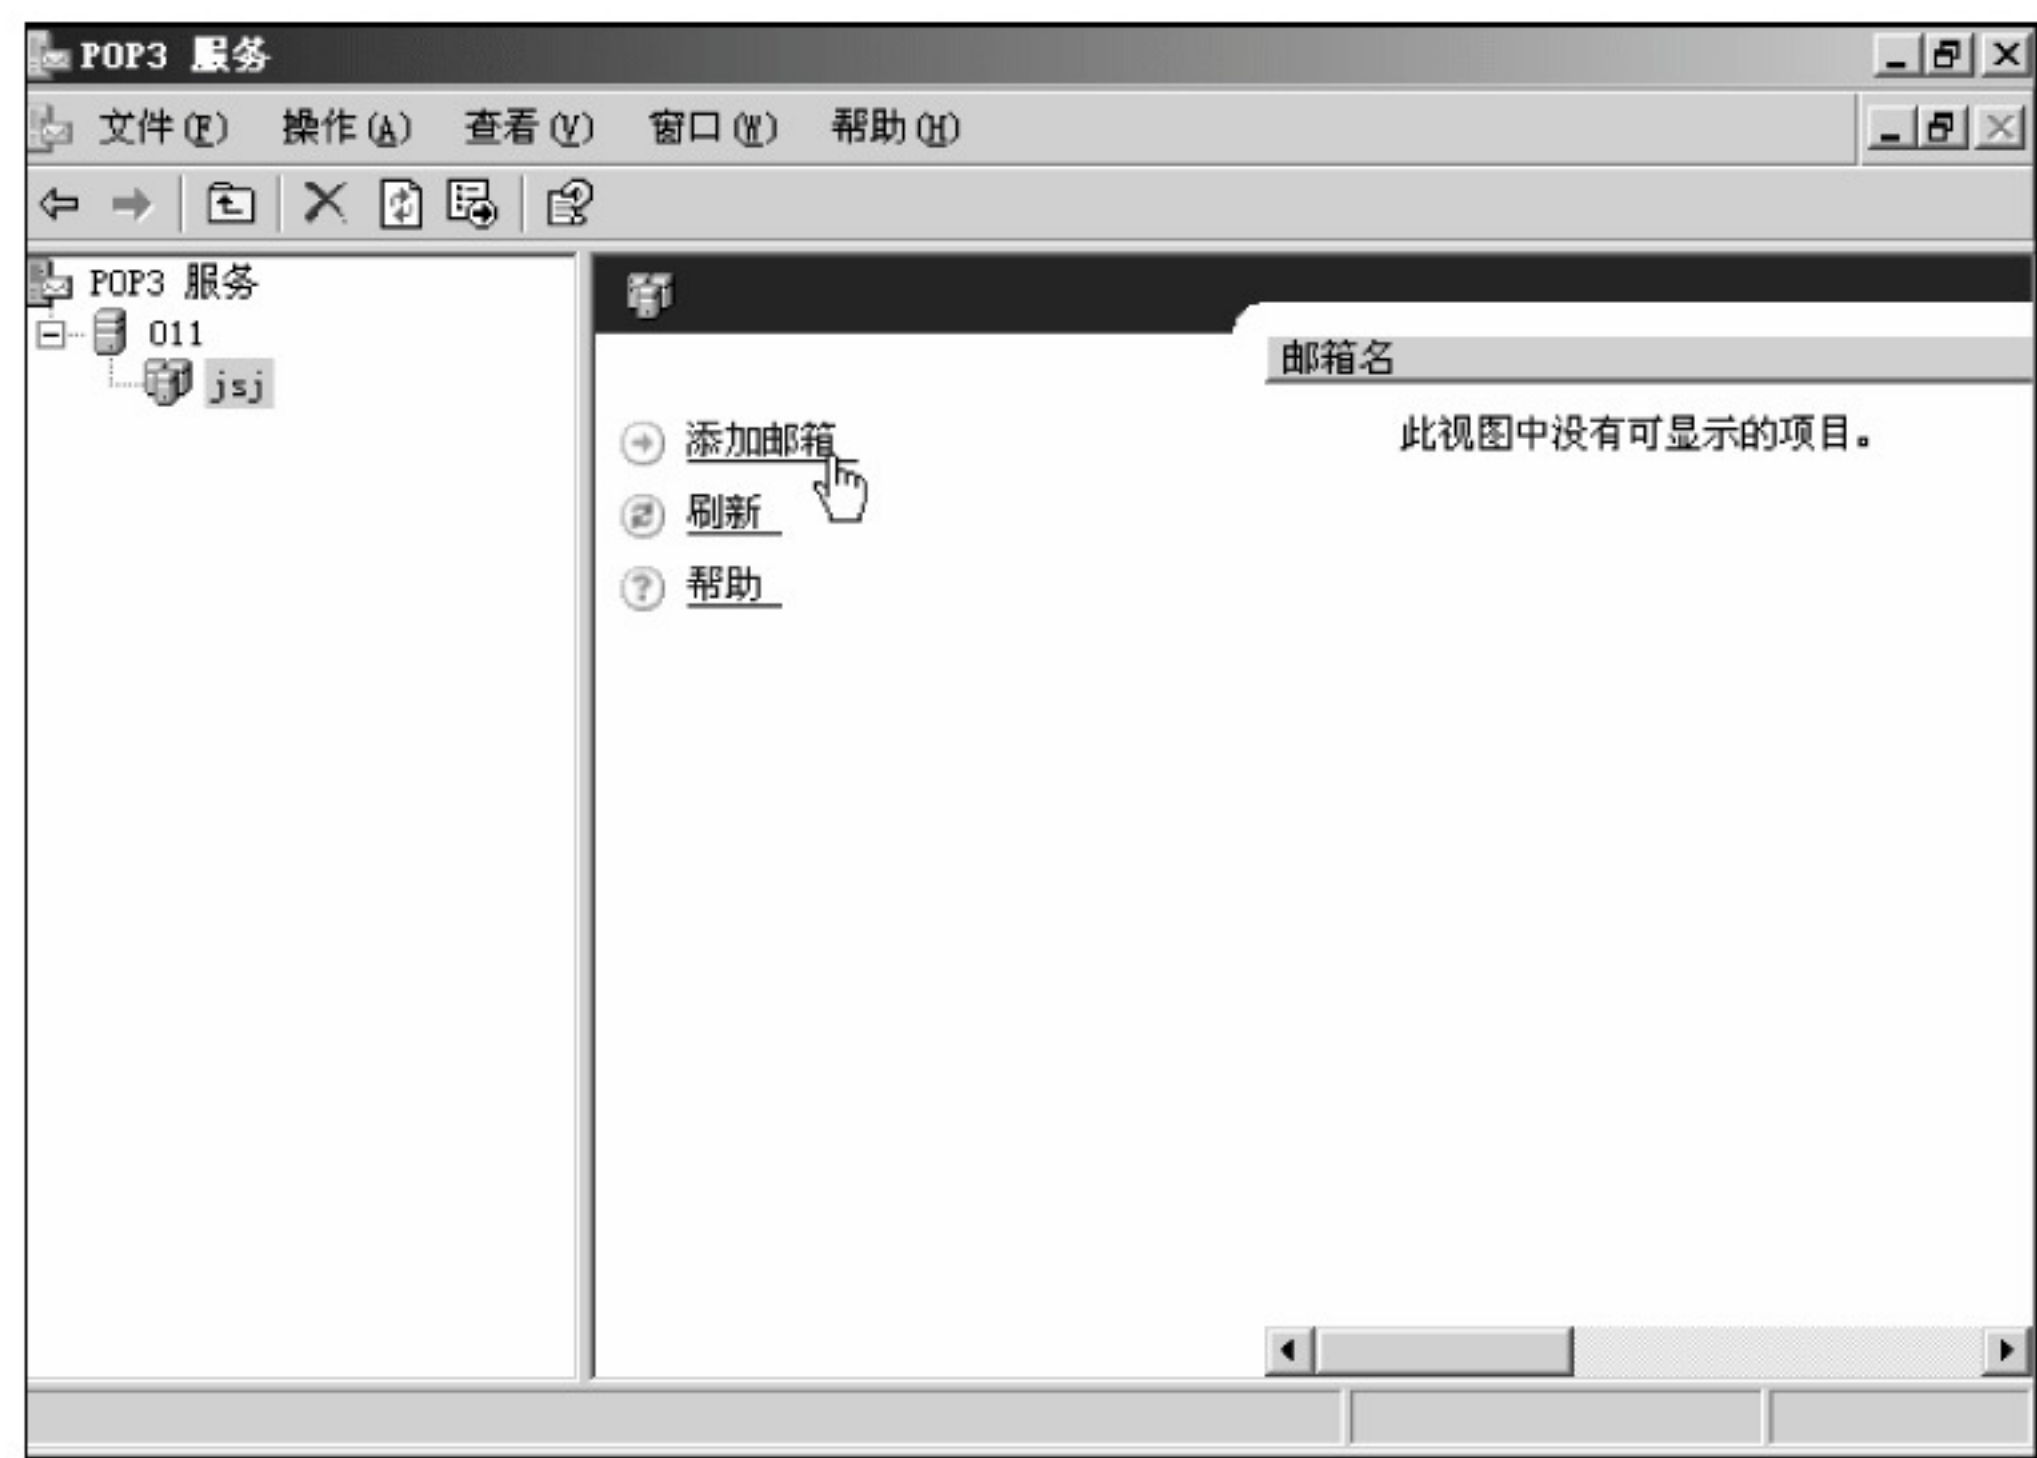 POP3 服务
文件(F) 操作(A) 查看(V) 窗口(W) 帮助(H)
POP3 服务
011
jsj
邮箱名
添加邮箱
此视图中没有可显示的项目。
刷新
帮助